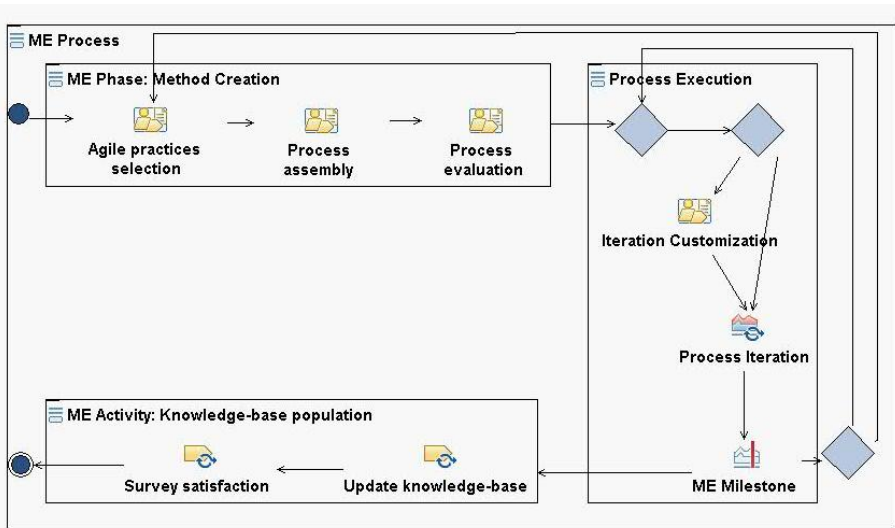 ME Process
ME Phase: Method Creation
Agile practices
selection
Process
assembly
Process
evaluation
Process Execution
Iteration Customization
Process Iteration
ME Milestone
ME Activity: Knowledge-base population
Survey satisfaction
Update knowledge-base